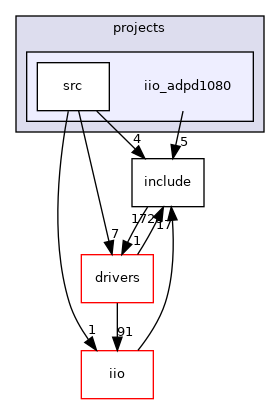 projects
src
iio_adpd1080
4
5
include
172
1
17
7
drivers
1
91
iio